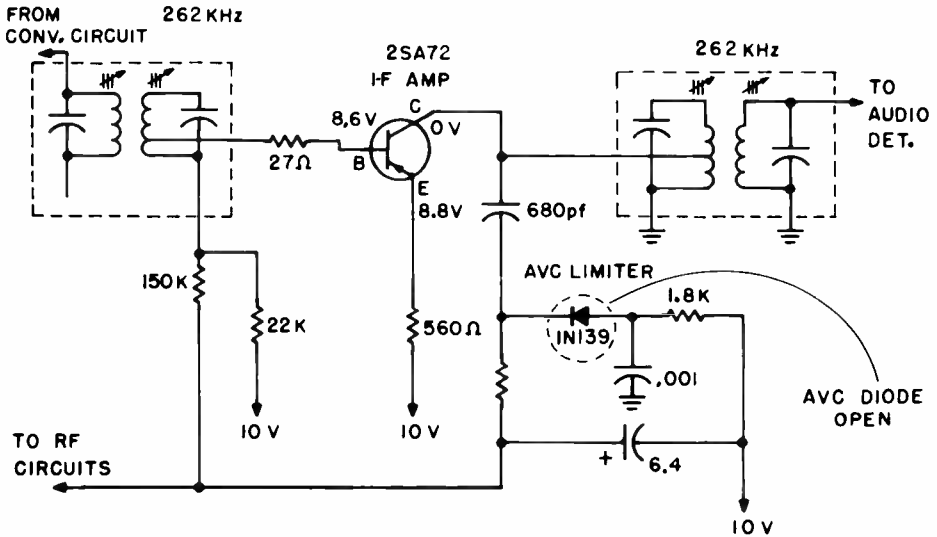 FROM
CONV. CIRCUIT
262 KHz
2SA72
I-F AMP
262 KHz
TO
AUDIO
DET.
8,6V
C
0 V
B
27Ω
E
8.8V
680pf
AVC LIMITER
150K
22K
560Ω
1N139
1.8K
.001
AVC DIODE
OPEN
10 V
10 V
TO RF
CIRCUITS
+
6.4
10 V